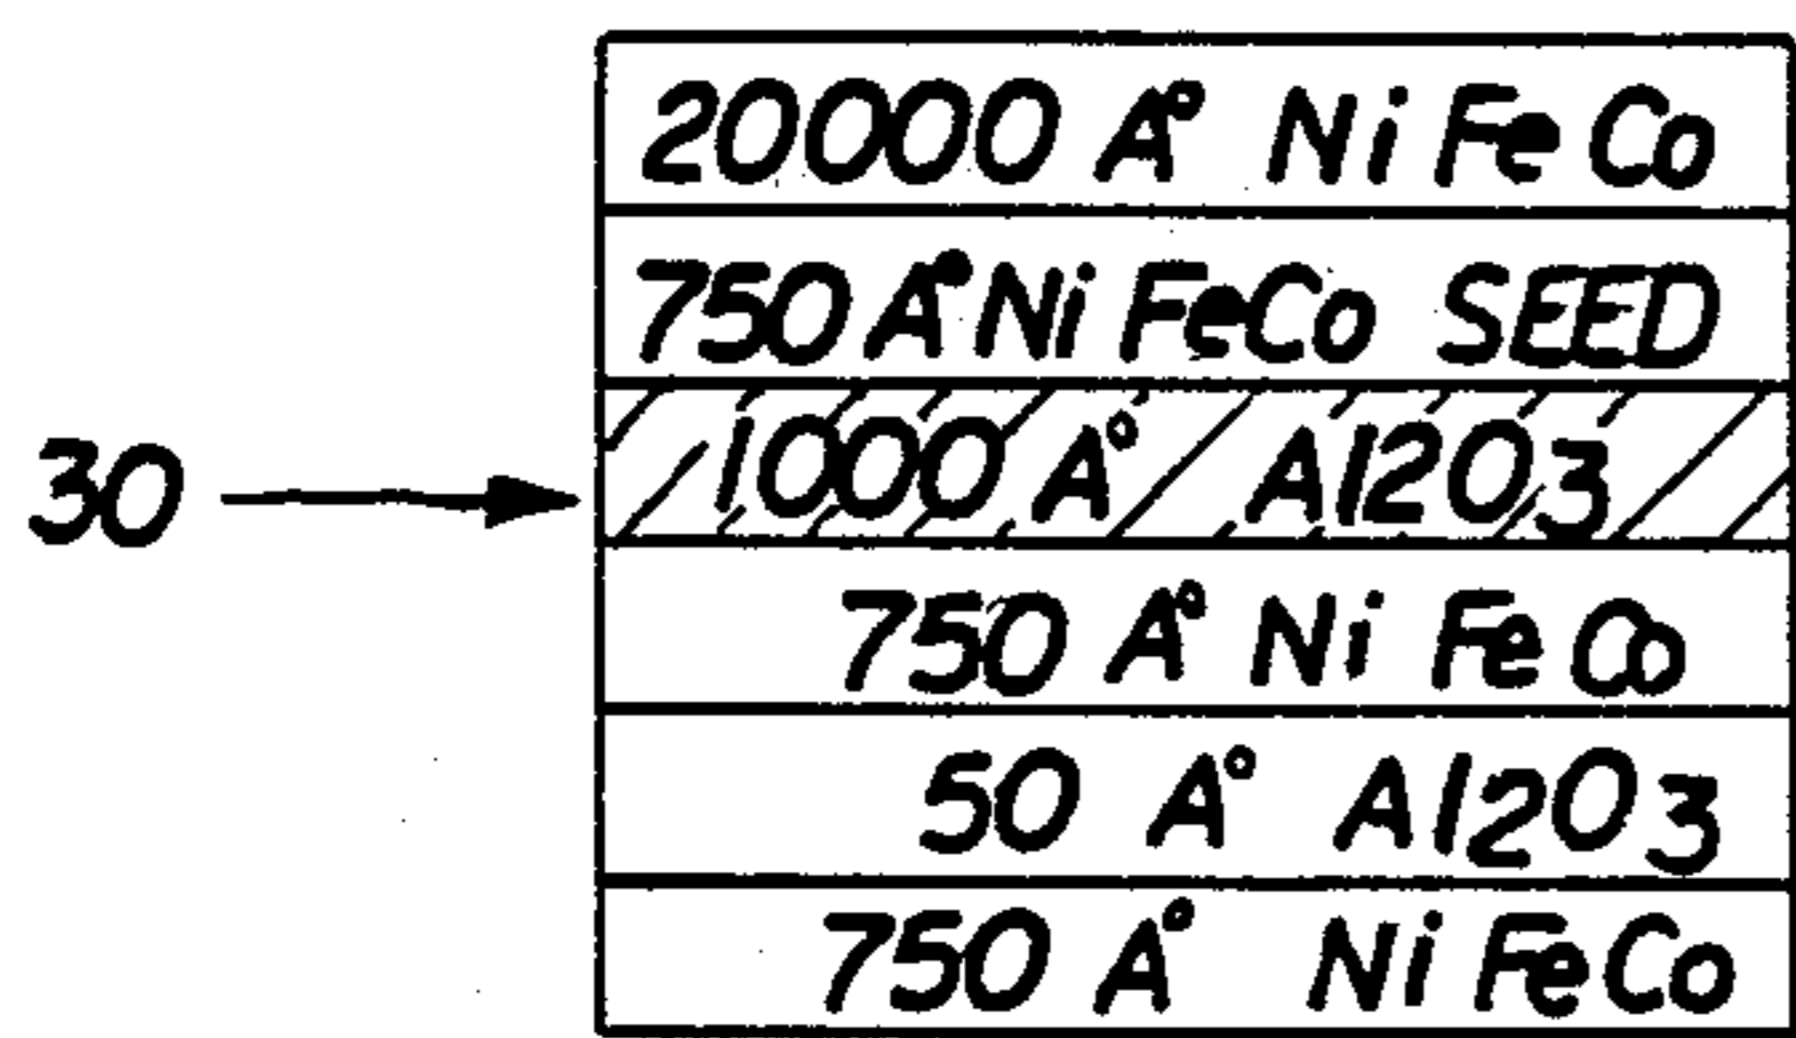 20000 A° NiFeCo
750 A° NiFeCo SEED
30
1000 A° Al2O3
750 A° NiFeCo
50 A° Al2O3
750 A° NiFeCo